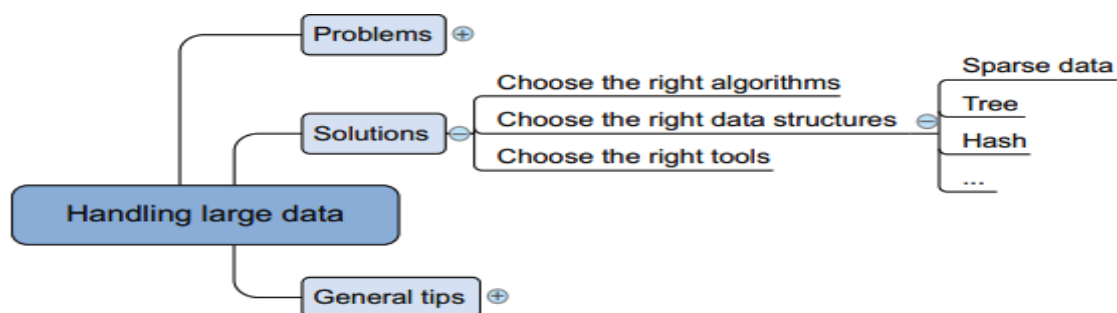 Problems
Solutions
Choose the right algorithms
Choose the right data structures
Choose the right tools
Sparse data
Tree
Hash
...
Handling large data
General tips